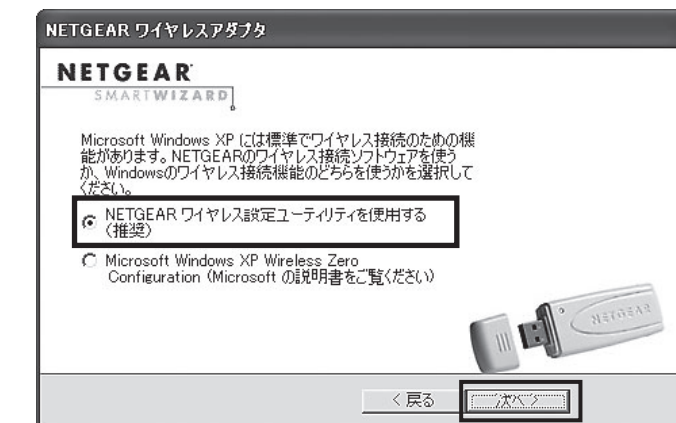 NETGEAR ワイヤレスアダプタ
NETGEAR
SMARTWIZARD
Microsoft Windows XP には標準でワイヤレス接続のための機
能があります。NETGEARのワイヤレス接続ソフトウェアを使う
か、Windowsのワイヤレス接続機能のどちらを使うかを選択して
ください。
NETGEAR ワイヤレス設定ユーティリティを使用する
（推奨）
Microsoft Windows XP Wireless Zero
Configuration (Microsoft の説明書をご覧ください)
NETGEAR
< 戻る
次へ >